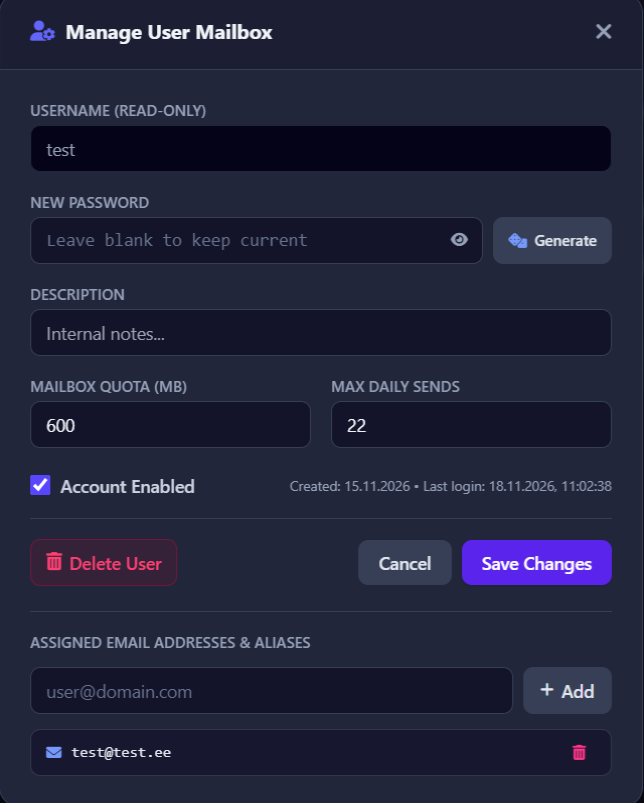 Manage User Mailbox
USERNAME (READ-ONLY)
test
NEW PASSWORD
Leave blank to keep current
Generate
DESCRIPTION
Internal notes...
MAILBOX QUOTA (MB) MAX DAILY SENDS
600 22
Account Enabled Created: 15.11.2026 • Last login: 18.11.2026, 11:02:38
Delete User Cancel Save Changes
ASSIGNED EMAIL ADDRESSES & ALIASES
user@domain.com + Add
test@test.ee